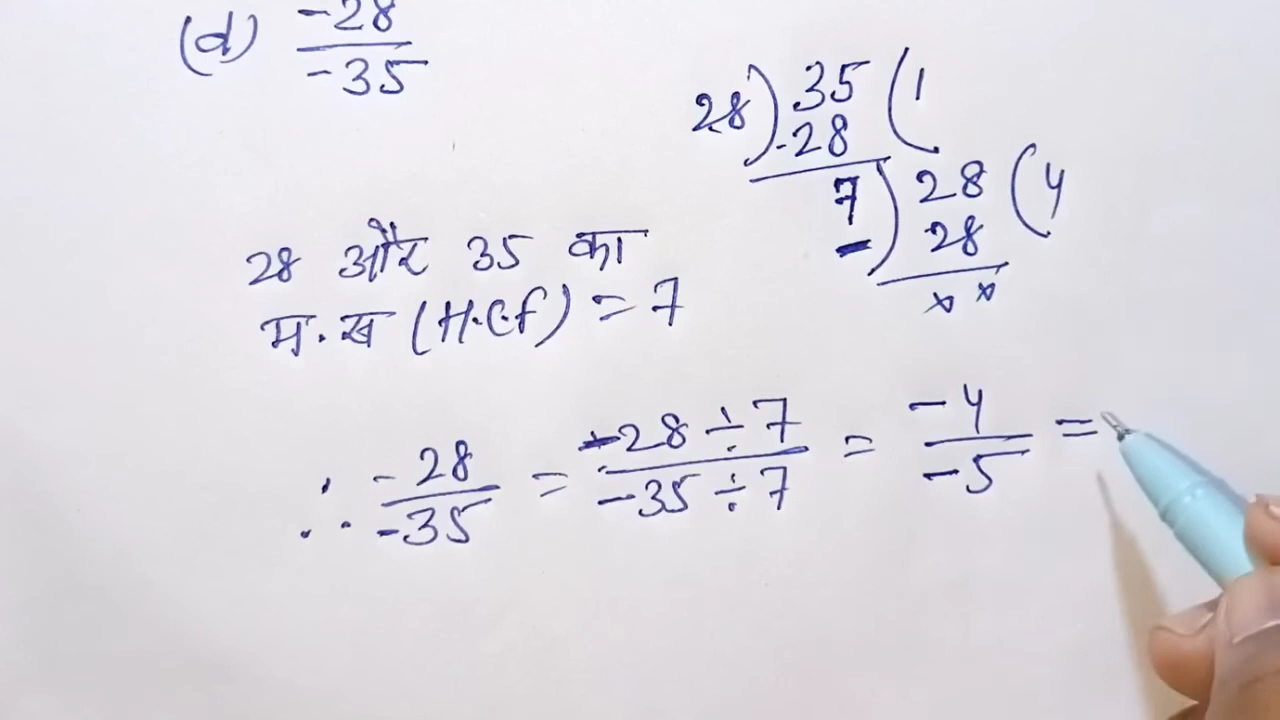 (d) -28/-35
28 ) 35 ( 1
-28
7 ) 28 ( 4
28
x x
28 और 35 का
म.स (H.C.f) = 7
∴ -28/-35 = -28÷7/-35÷7 = -4/-5 =